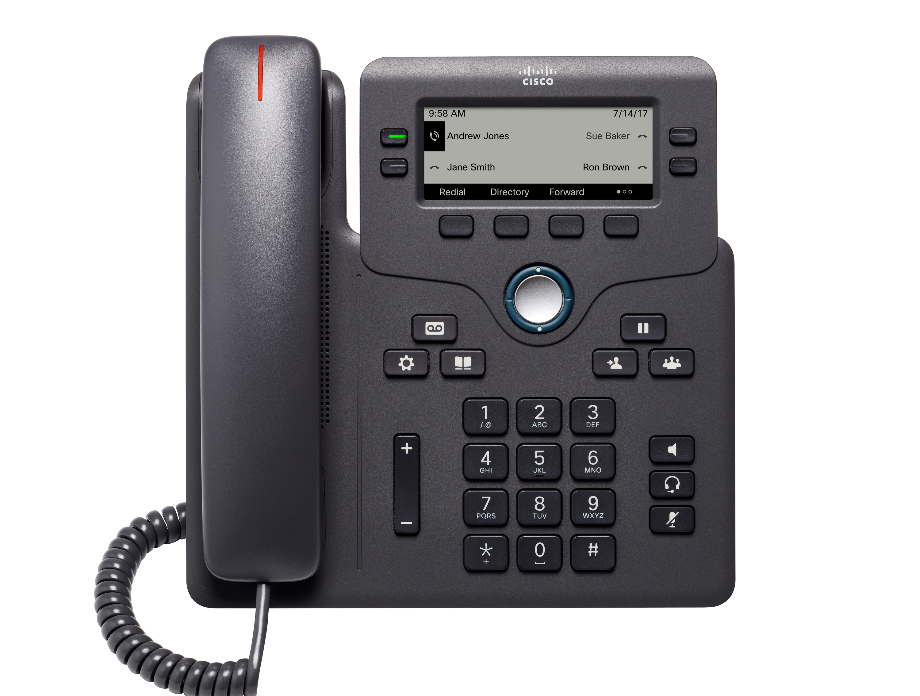 CISCO
9:58 AM 7/14/17
Andrew Jones Sue Baker
Jane Smith Ron Brown
Redial Directory Forward
+
−
1 2 3
/ @ ABC DEF
4 5 6
GHI JKL MNO
7 8 9
PQRS TUV WXYZ
* 0 #
+